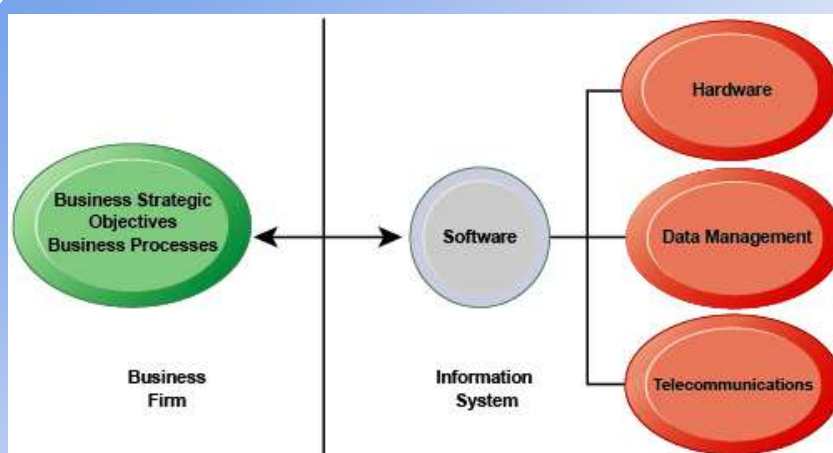 Business Strategic
Objectives
Business Processes
Software
Hardware
Data Management
Telecommunications
Business
Firm
Information
System